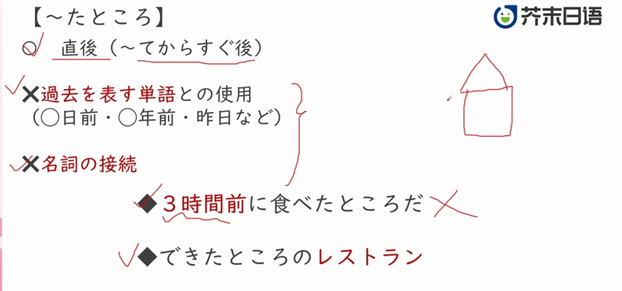 【～たところ】
芥末日语
○ 直後（～てからすぐ後）
✕過去を表す単語との使用
（◯日前・◯年前・昨日など）
✕名詞の接続
◆３時間前に食べたところだ
◆できたところのレストラン